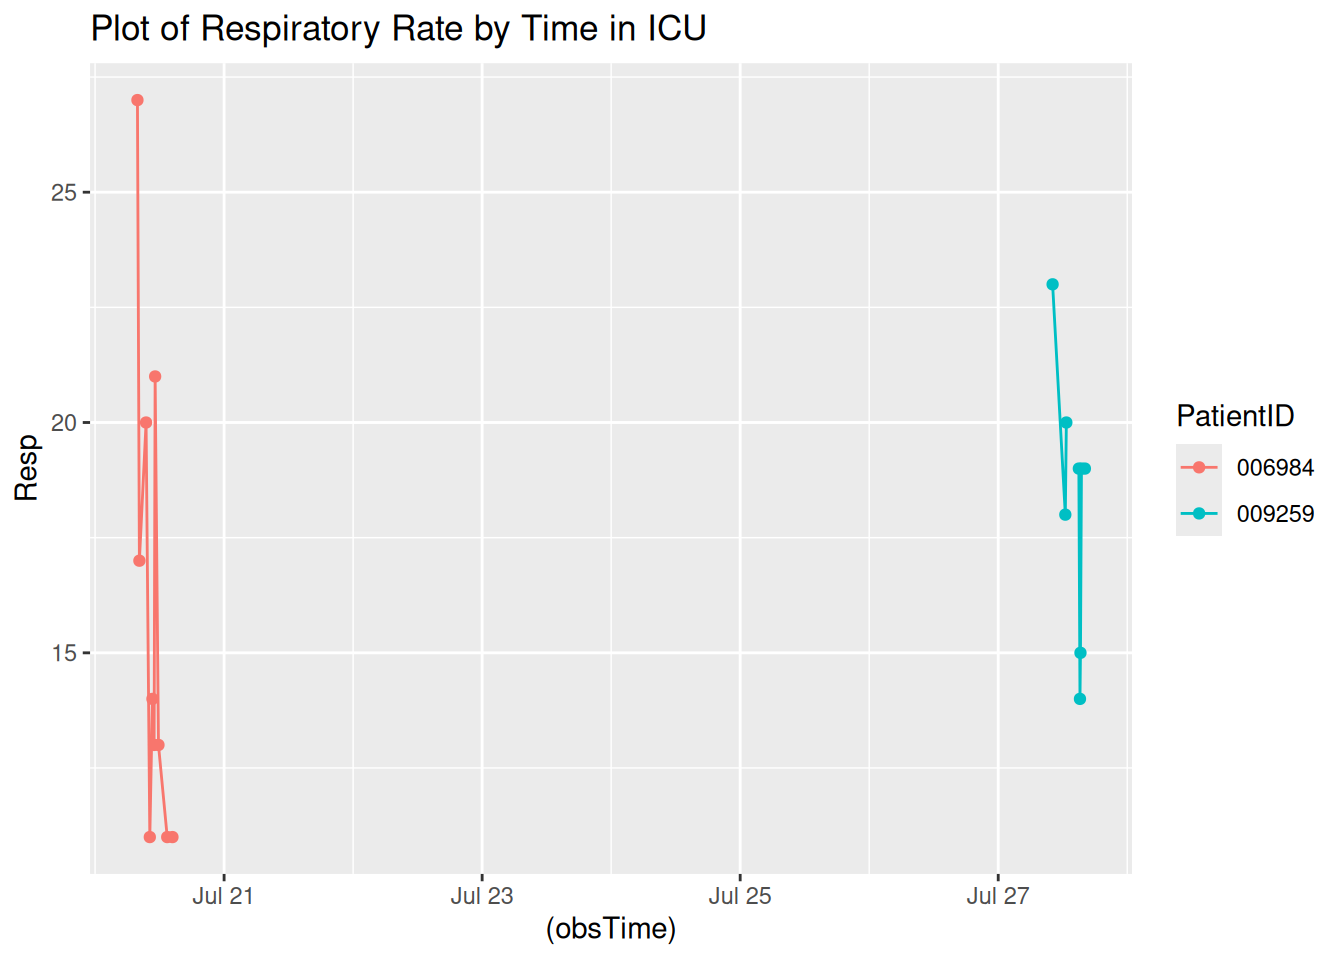 Plot of Respiratory Rate by Time in ICU
25
20
15
Resp
Jul 21
Jul 23
Jul 25
Jul 27
(obsTime)
PatientID
006984
009259